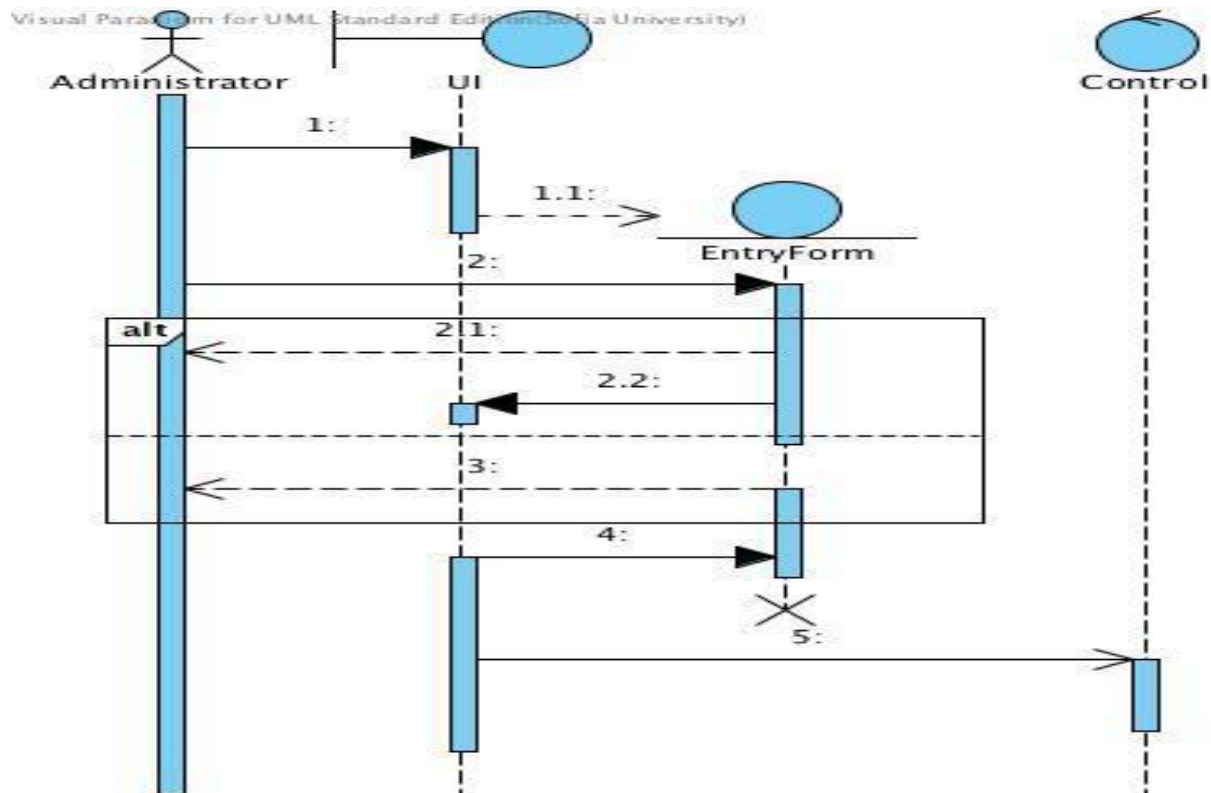 Visual Paradigm for UML Standard Edition(Sofia University)
Administrator
UI
Control
1:
1.1:
EntryForm
2:
alt
2.1:
2.2:
3:
4:
5: